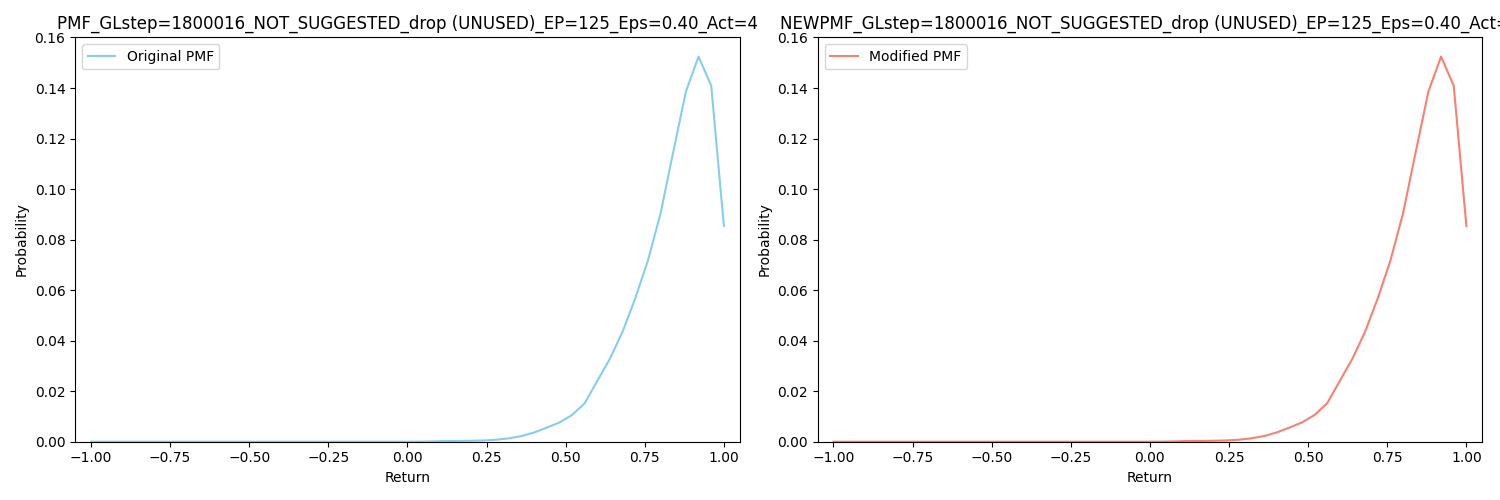 PMF_GLstep=1800016_NOT_SUGGESTED_drop (UNUSED)_EP=125_Eps=0.40_Act=4
Original PMF
0.16
0.14
0.12
0.10
0.08
0.06
0.04
0.02
0.00
Probability
−1.00 −0.75 −0.50 −0.25 0.00 0.25 0.50 0.75 1.00
Return
NEWPMF_GLstep=1800016_NOT_SUGGESTED_drop (UNUSED)_EP=125_Eps=0.40_Act=
Modified PMF
0.16
0.14
0.12
0.10
0.08
0.06
0.04
0.02
0.00
Probability
−1.00 −0.75 −0.50 −0.25 0.00 0.25 0.50 0.75 1.00
Return